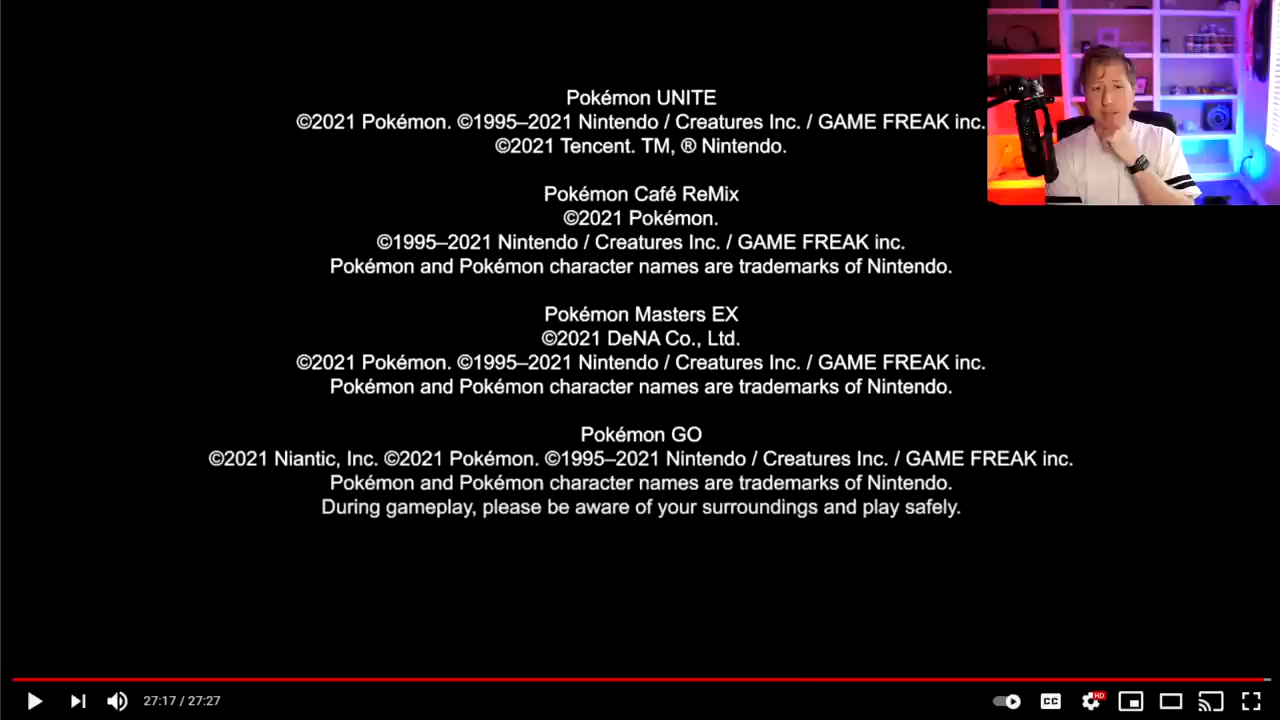 Pokémon UNITE
©2021 Pokémon. ©1995–2021 Nintendo / Creatures Inc. / GAME FREAK inc.
©2021 Tencent. TM, ® Nintendo.
Pokémon Café ReMix
©2021 Pokémon.
©1995–2021 Nintendo / Creatures Inc. / GAME FREAK inc.
Pokémon and Pokémon character names are trademarks of Nintendo.
Pokémon Masters EX
©2021 DeNA Co., Ltd.
©2021 Pokémon. ©1995–2021 Nintendo / Creatures Inc. / GAME FREAK inc.
Pokémon and Pokémon character names are trademarks of Nintendo.
Pokémon GO
©2021 Niantic, Inc. ©2021 Pokémon. ©1995–2021 Nintendo / Creatures Inc. / GAME FREAK inc.
Pokémon and Pokémon character names are trademarks of Nintendo.
During gameplay, please be aware of your surroundings and play safely.
27:17 / 27:27
CC
HD